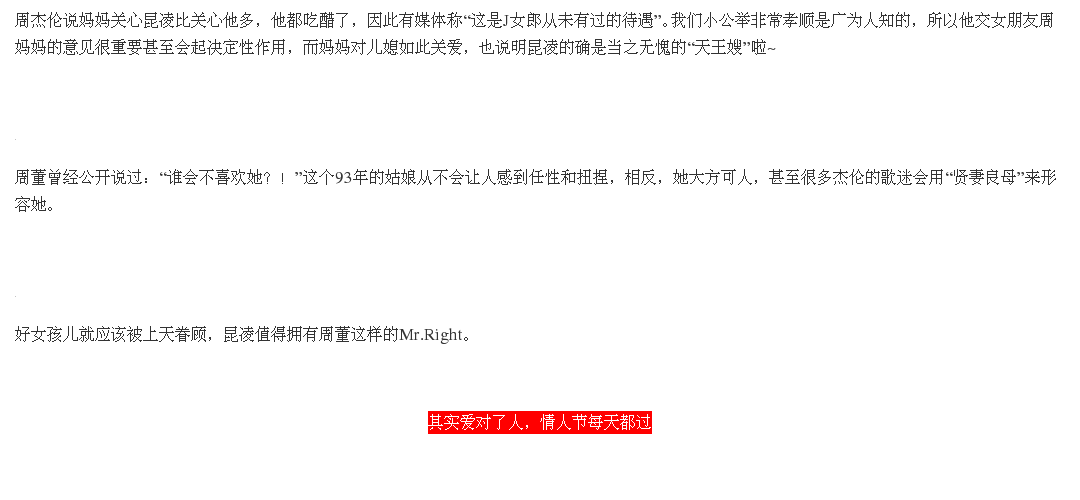 周杰伦说妈妈关心昆凌比关心他多，他都吃醋了，因此有媒体称“这是J女郎从未有过的待遇”。我们小公举非常孝顺是广为人知的，所以他交女朋友周
妈妈的意见很重要甚至会起决定性作用，而妈妈对儿媳如此关爱，也说明昆凌的确是当之无愧的“天王嫂”啦~
周董曾经公开说过：“谁会不喜欢她？！”这个93年的姑娘从不会让人感到任性和扭捏，相反，她大方可人，甚至很多杰伦的歌迷会用“贤妻良母”来形
容她。
好女孩儿就应该被上天眷顾，昆凌值得拥有周董这样的Mr.Right。
其实爱对了人，情人节每天都过